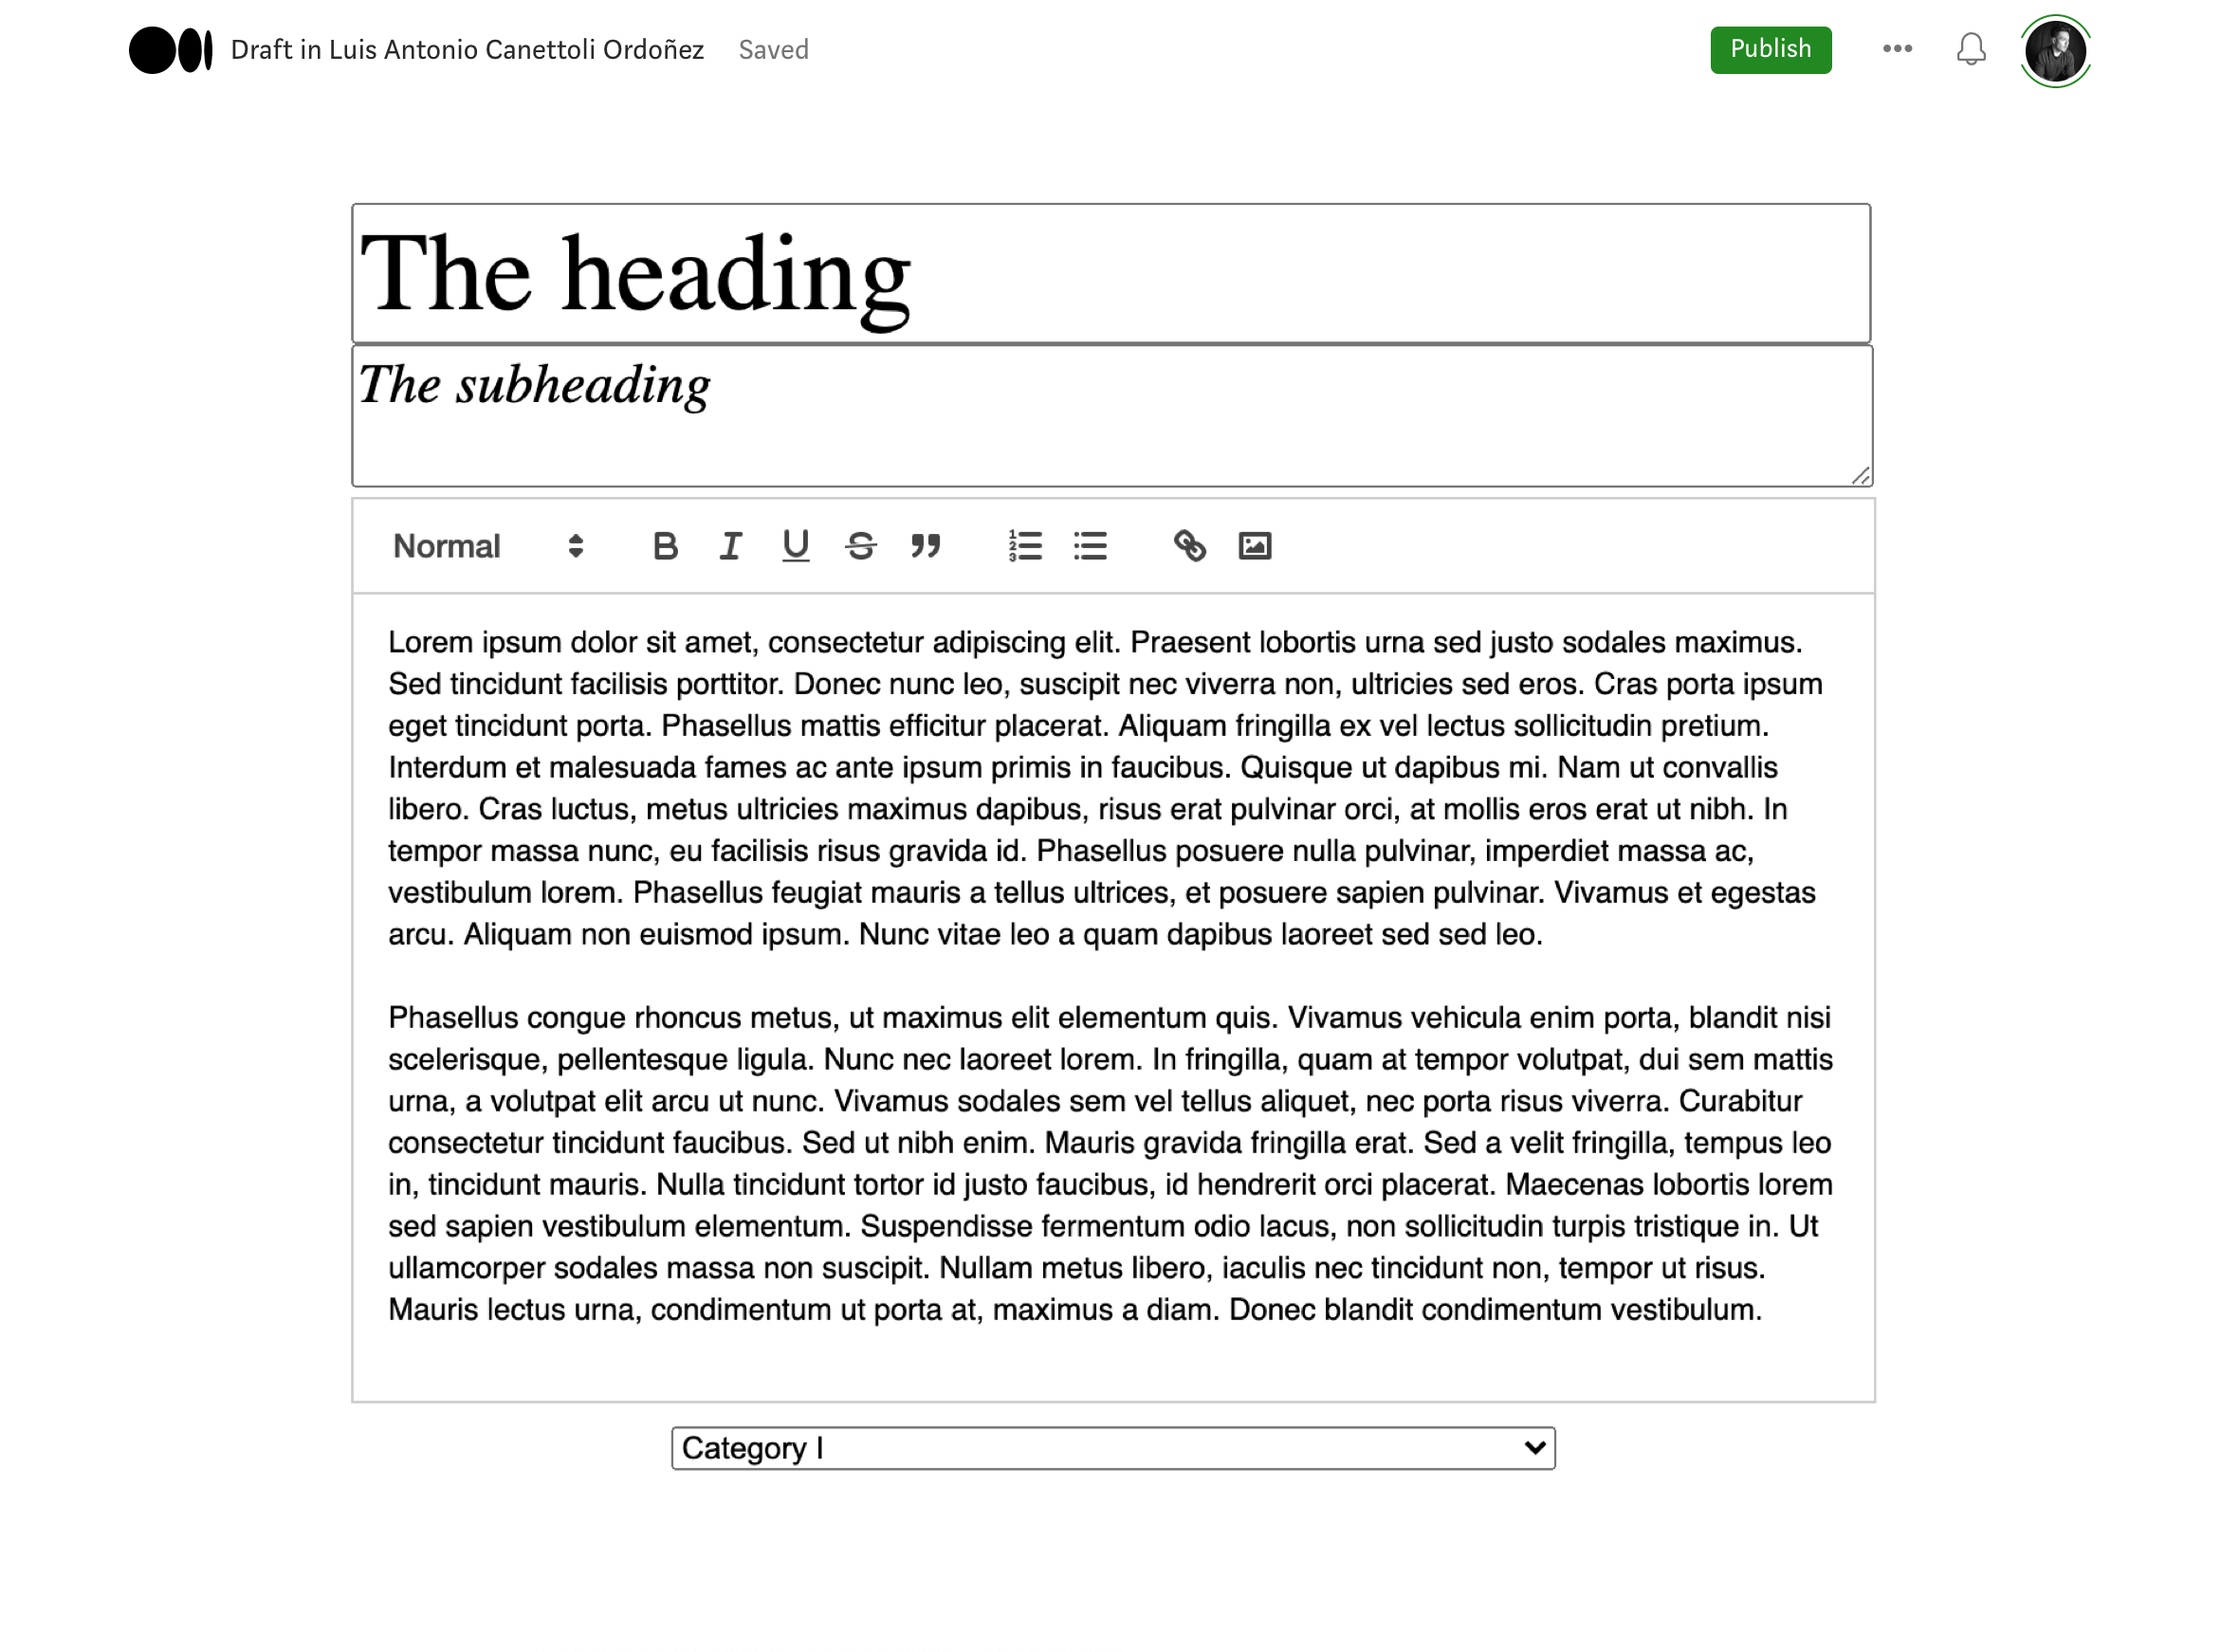 Draft in Luis Antonio Canettoli Ordoñez Saved
Publish
The heading
The subheading
Normal B I U S
Lorem ipsum dolor sit amet, consectetur adipiscing elit. Praesent lobortis urna sed justo sodales maximus.
Sed tincidunt facilisis porttitor. Donec nunc leo, suscipit nec viverra non, ultricies sed eros. Cras porta ipsum
eget tincidunt porta. Phasellus mattis efficitur placerat. Aliquam fringilla ex vel lectus sollicitudin pretium.
Interdum et malesuada fames ac ante ipsum primis in faucibus. Quisque ut dapibus mi. Nam ut convallis
libero. Cras luctus, metus ultricies maximus dapibus, risus erat pulvinar orci, at mollis eros erat ut nibh. In
tempor massa nunc, eu facilisis risus gravida id. Phasellus posuere nulla pulvinar, imperdiet massa ac,
vestibulum lorem. Phasellus feugiat mauris a tellus ultrices, et posuere sapien pulvinar. Vivamus et egestas
arcu. Aliquam non euismod ipsum. Nunc vitae leo a quam dapibus laoreet sed sed leo.
Phasellus congue rhoncus metus, ut maximus elit elementum quis. Vivamus vehicula enim porta, blandit nisi
scelerisque, pellentesque ligula. Nunc nec laoreet lorem. In fringilla, quam at tempor volutpat, dui sem mattis
urna, a volutpat elit arcu ut nunc. Vivamus sodales sem vel tellus aliquet, nec porta risus viverra. Curabitur
consectetur tincidunt faucibus. Sed ut nibh enim. Mauris gravida fringilla erat. Sed a velit fringilla, tempus leo
in, tincidunt mauris. Nulla tincidunt tortor id justo faucibus, id hendrerit orci placerat. Maecenas lobortis lorem
sed sapien vestibulum elementum. Suspendisse fermentum odio lacus, non sollicitudin turpis tristique in. Ut
ullamcorper sodales massa non suscipit. Nullam metus libero, iaculis nec tincidunt non, tempor ut risus.
Mauris lectus urna, condimentum ut porta at, maximus a diam. Donec blandit condimentum vestibulum.
Category I